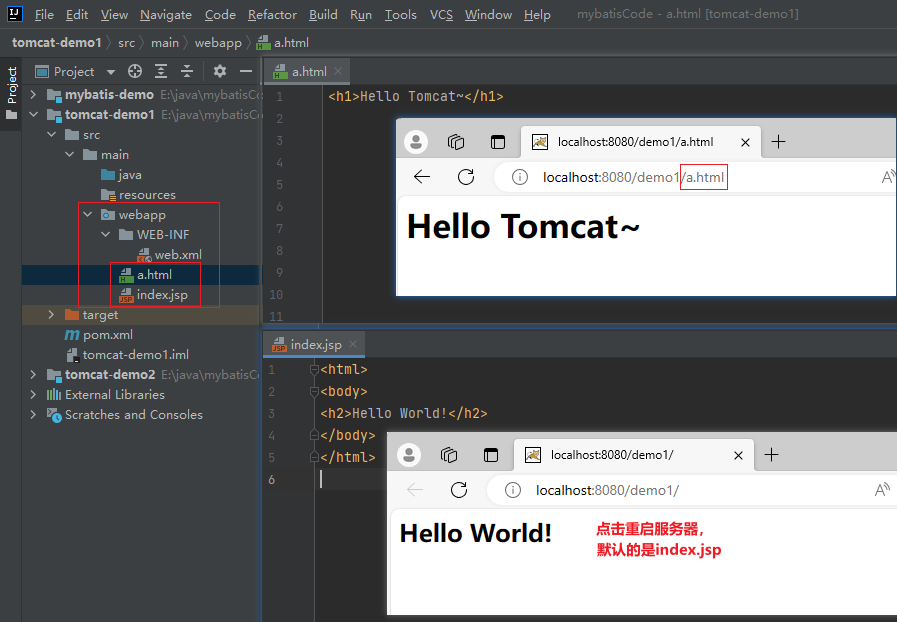 File Edit View Navigate Code Refactor Build Run Tools VCS Window Help mybatisCode - a.html [tomcat-demo1]
tomcat-demo1 src main webapp a.html
Project
Project
mybatis-demo E:\java\mybatisCo
tomcat-demo1 E:\java\mybatisC
src
main
java
resources
webapp
WEB-INF
web.xml
a.html
index.jsp
target
pom.xml
tomcat-demo1.iml
tomcat-demo2 E:\java\mybatisC
External Libraries
Scratches and Consoles
a.html
1 <h1>Hello Tomcat~</h1>
2
3
4
5
6
7
8
9
10
11
localhost:8080/demo1/a.html
localhost:8080/demo1/a.html
Hello Tomcat~
index.jsp
1 <html>
2 <body>
3 <h2>Hello World!</h2>
4 </body>
5 </html>
6
localhost:8080/demo1/
localhost:8080/demo1/
Hello World!
点击重启服务器，
默认的是index.jsp